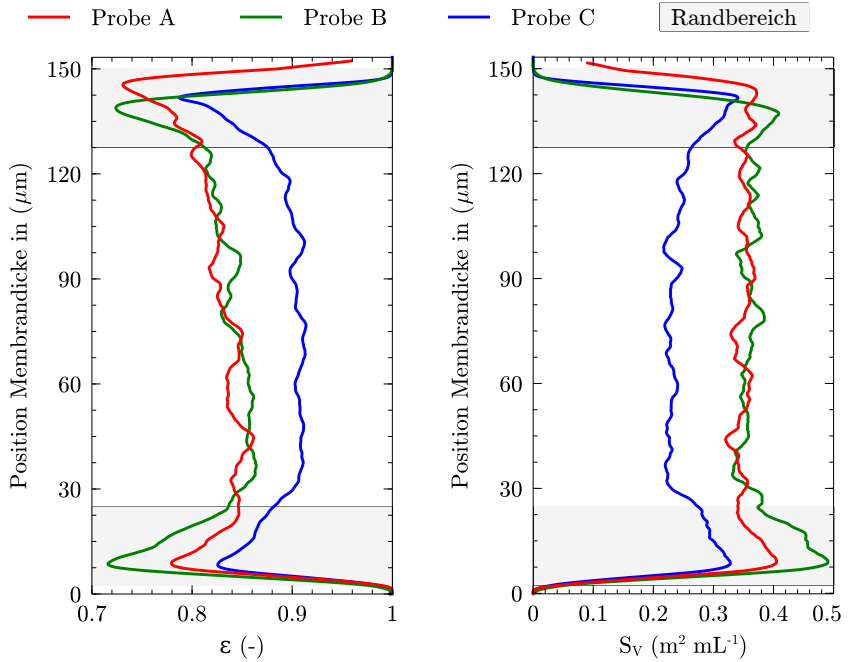 Probe A Probe B Probe C Randbereich
Position Membrandicke in (μm)
150
120
90
60
30
0
0.7 0.8 0.9 1
ε (-)
Position Membrandicke in (μm)
150
120
90
60
30
0
0 0.1 0.2 0.3 0.4 0.5
S_V (m² mL⁻¹)